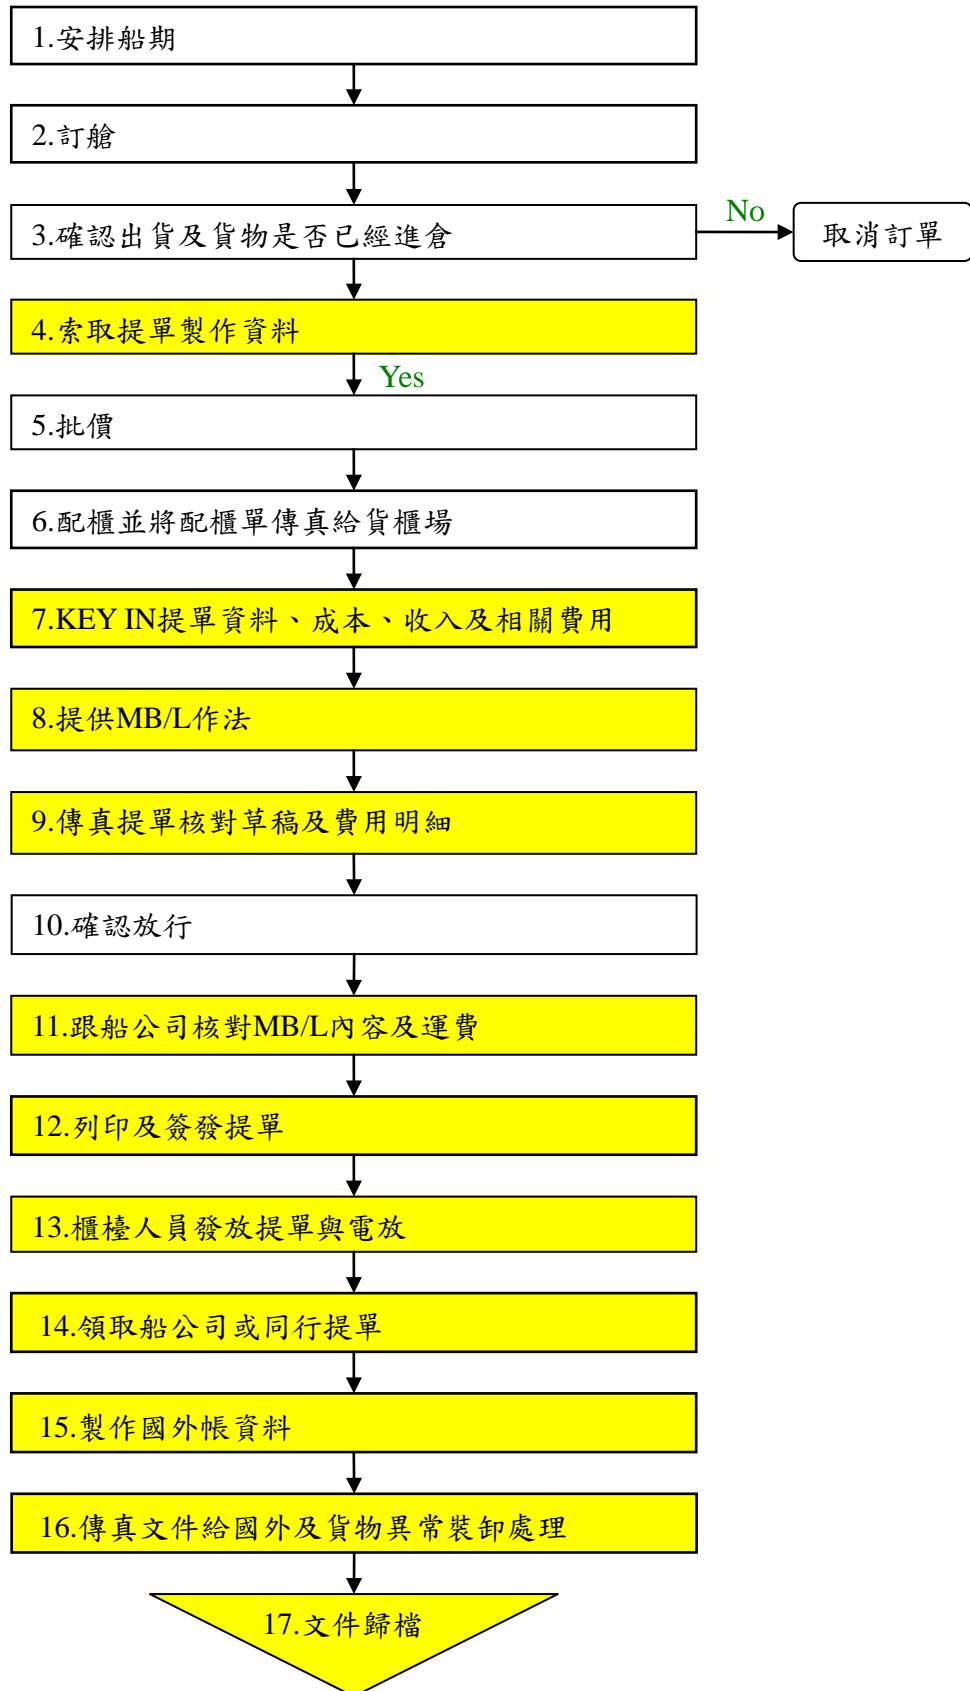 1.安排船期
2.訂艙
3.確認出貨及貨物是否已經進倉
No
取消訂單
4.索取提單製作資料
Yes
5.批價
6.配櫃並將配櫃單傳真給貨櫃場
7.KEY IN提單資料、成本、收入及相關費用
8.提供MB/L作法
9.傳真提單核對草稿及費用明細
10.確認放行
11.跟船公司核對MB/L內容及運費
12.列印及簽發提單
13.櫃檯人員發放提單與電放
14.領取船公司或同行提單
15.製作國外帳資料
16.傳真文件給國外及貨物異常裝卸處理
17.文件歸檔